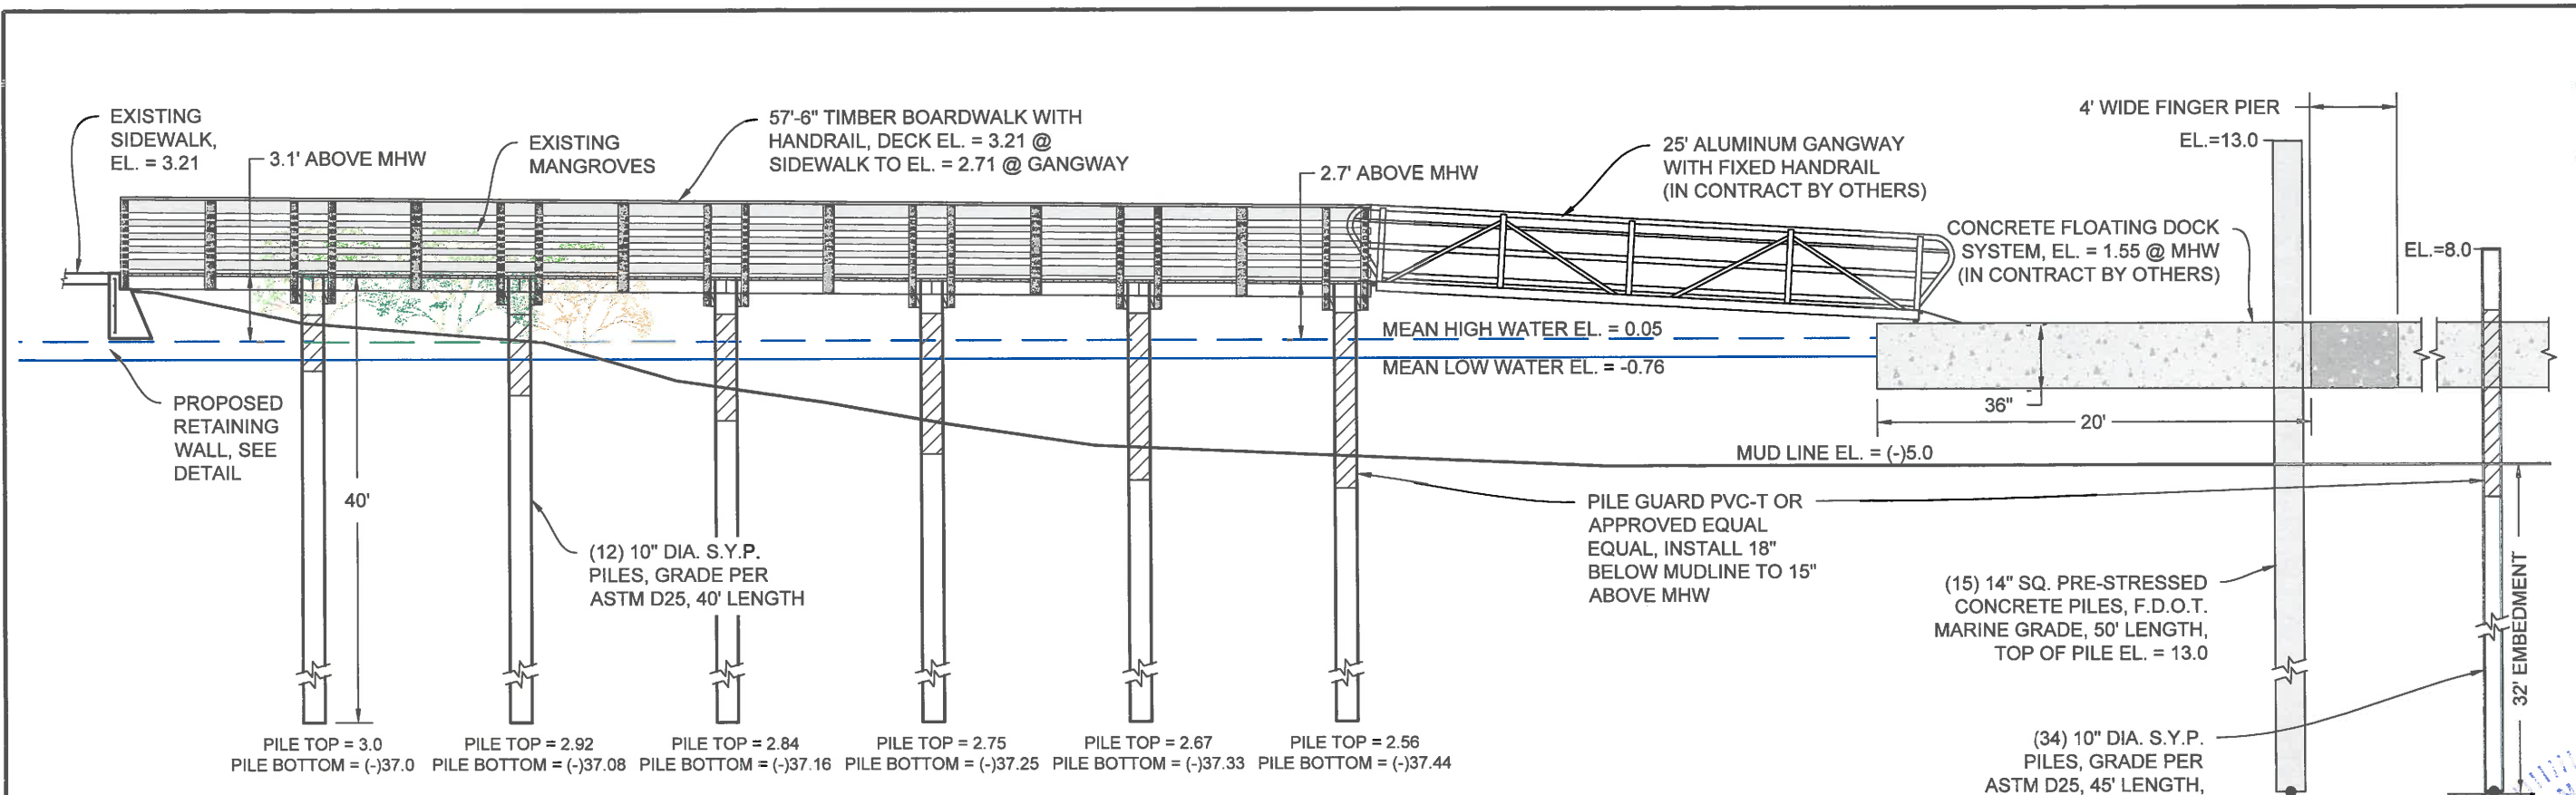 EXISTING
SIDEWALK,
EL. = 3.21
3.1' ABOVE MHW
EXISTING
MANGROVES
57'-6" TIMBER BOARDWALK WITH
HANDRAIL, DECK EL. = 3.21 @
SIDEWALK TO EL. = 2.71 @ GANGWAY
2.7' ABOVE MHW
25' ALUMINUM GANGWAY
WITH FIXED HANDRAIL
(IN CONTRACT BY OTHERS)
4' WIDE FINGER PIER
EL.=13.0
CONCRETE FLOATING DOCK
SYSTEM, EL. = 1.55 @ MHW
(IN CONTRACT BY OTHERS)
EL.=8.0
MEAN HIGH WATER EL. = 0.05
MEAN LOW WATER EL. = -0.76
36"
20'
PROPOSED
RETAINING
WALL, SEE
DETAIL
40'
MUD LINE EL. = (-)5.0
(12) 10" DIA. S.Y.P.
PILES, GRADE PER
ASTM D25, 40' LENGTH
PILE GUARD PVC-T OR
APPROVED EQUAL
EQUAL, INSTALL 18"
BELOW MUDLINE TO 15"
ABOVE MHW
(15) 14" SQ. PRE-STRESSED
CONCRETE PILES, F.D.O.T.
MARINE GRADE, 50' LENGTH,
TOP OF PILE EL. = 13.0
32' EMBEDMENT
(34) 10" DIA. S.Y.P.
PILES, GRADE PER
ASTM D25, 45' LENGTH,
PILE TOP = 3.0
PILE BOTTOM = (-)37.0
PILE TOP = 2.92
PILE BOTTOM = (-)37.08
PILE TOP = 2.84
PILE BOTTOM = (-)37.16
PILE TOP = 2.75
PILE BOTTOM = (-)37.25
PILE TOP = 2.67
PILE BOTTOM = (-)37.33
PILE TOP = 2.56
PILE BOTTOM = (-)37.44